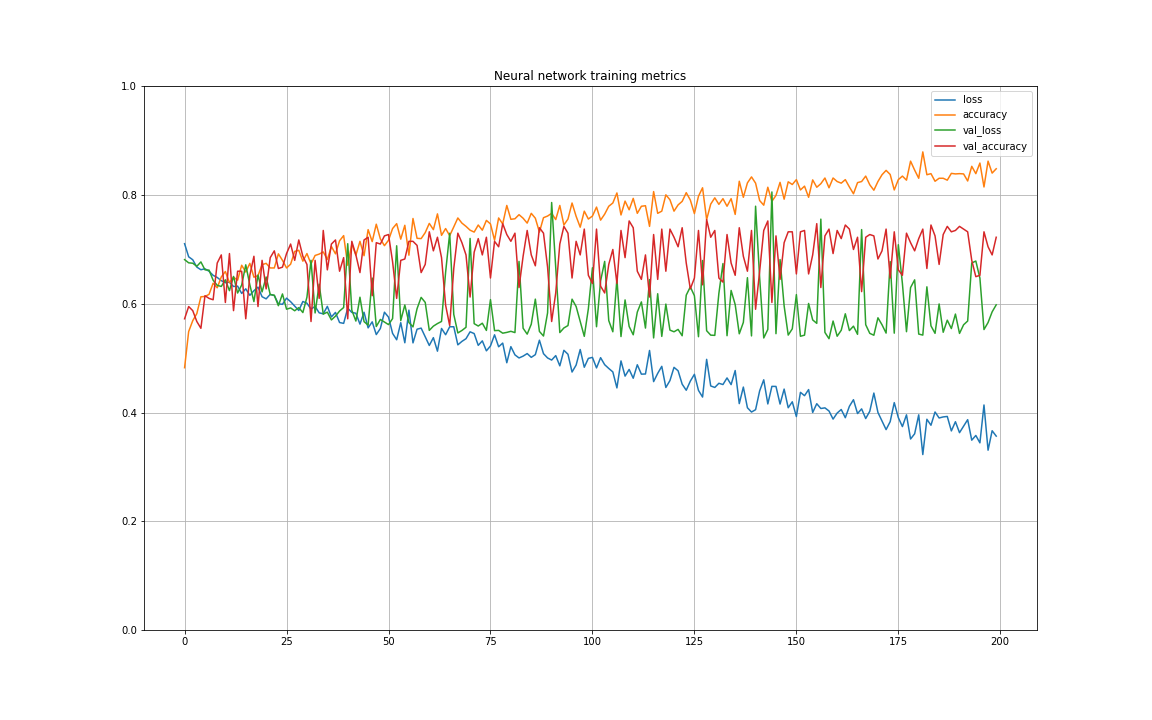 Neural network training metrics
1.0
0.8
0.6
0.4
0.2
0.0
loss
accuracy
val_loss
val_accuracy
0 25 50 75 100 125 150 175 200